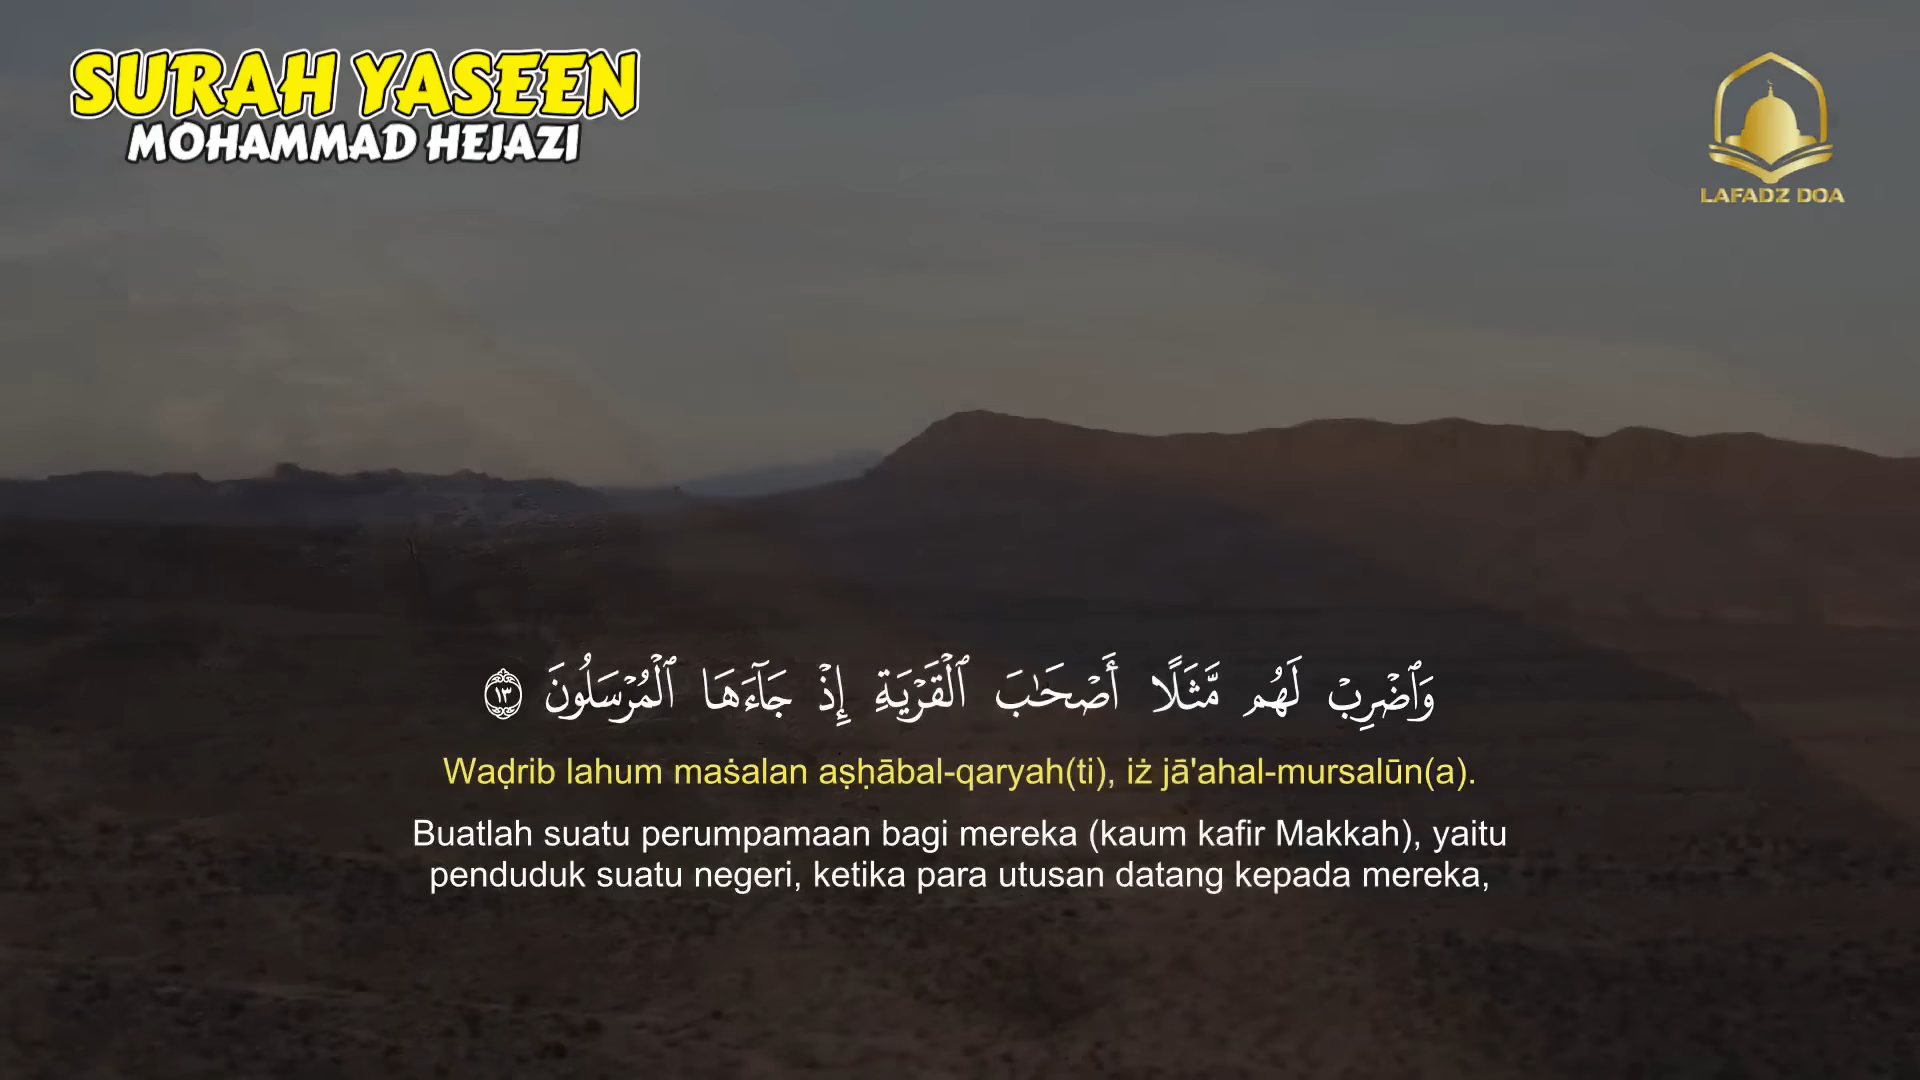 SURAH YASEEN
MOHAMMAD HEJAZI
LAFADZ DOA
وَٱضْرِبْ لَهُم مَّثَلًا أَصْحَـٰبَ ٱلْقَرْيَةِ إِذْ جَآءَهَا ٱلْمُرْسَلُونَ ١٣
Waḍrib lahum maṡalan aṣḥābal-qaryah(ti), iż jā'ahal-mursalūn(a).
Buatlah suatu perumpamaan bagi mereka (kaum kafir Makkah), yaitu
penduduk suatu negeri, ketika para utusan datang kepada mereka,